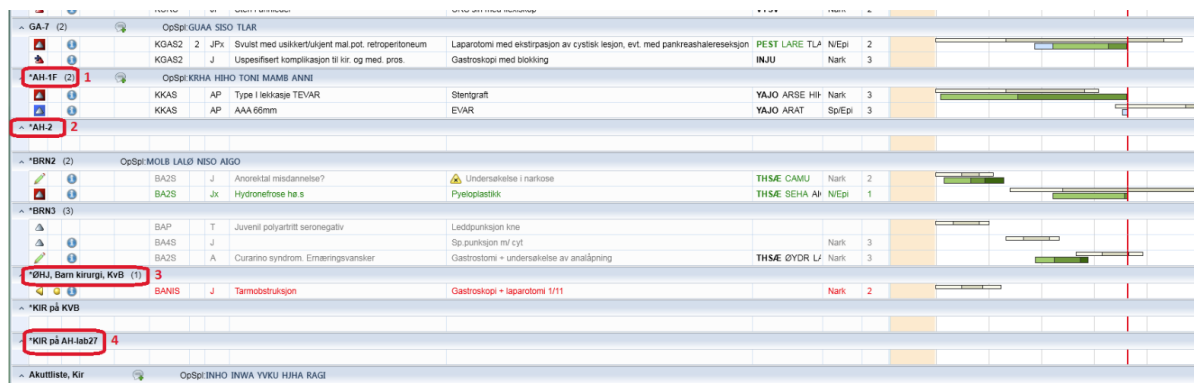 GA-7 (2) OpSpl:GUAA SISO TLAR
KGAS2 2 JPx Svulst med usikkert/ukjent mal.pot. retroperitoneum Laparotomi med ekstirpasjon av cystisk lesjon, evt. med pankreashalereseksjon PEST LARE TLA N/Epi 2
KGAS2 J Uspesifisert komplikasjon til kir. og med. pros. Gastroskopi med blokking INJU Nark 3
*AH-1F (2) 1 OpSpl:KRHA HIHO TONI MAMB ANNI
KKAS AP Type I lekkasje TEVAR Stentgraft YAJO ARSE HIH Nark 3
KKAS AP AAA 66mm EVAR YAJO ARAT Sp/Epi 3
*AH-2 2
*BRN2 (2) OpSpl:MOLB LALØ NISO AIGO
BA2S J Anorektal misdannelse? Undersøkelse i narkose THSÆ CAMU Nark 2
BA2S Jx Hydronefrose hø.s Pyeloplastikk THSÆ SEHA AI N/Epi 1
*BRN3 (3)
BAP T Juvenil polyartritt seronegativ Leddpunksjon kne
BA4S J Sp.punksjon m/ cyt Nark 3
BA2S A Curarino syndrom. Ernæringsvansker Gastrostomi + undersøkelse av analåpning THSÆ ØYDR LA Nark 3
*ØHJ, Barn kirurgi, KvB (1) 3
BANIS J Tarmobstruksjon Gastroskopi + laparotomi 1/11 Nark 2
*KIR på KVB
*KIR på AH-lab27 4
Akuttliste, Kir OpSpl:INHO INWA YVKU HJHA RAGI